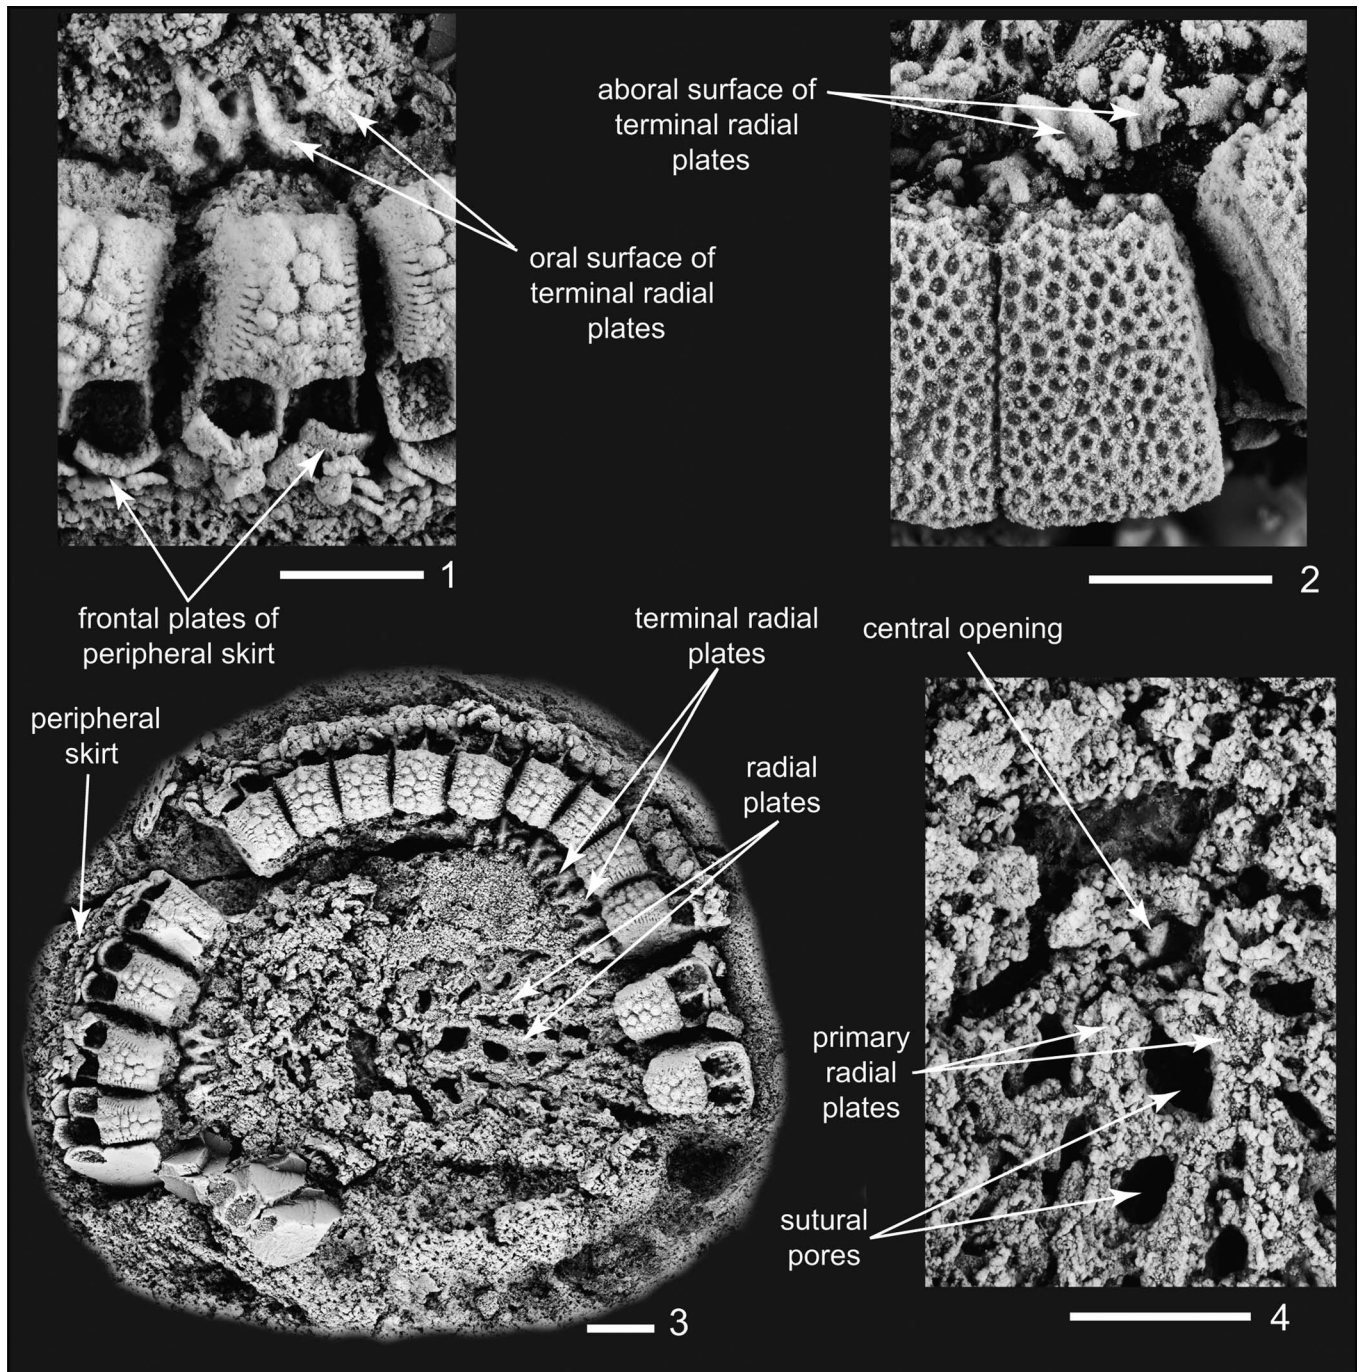 aboral surface of
terminal radial
plates
oral surface of
terminal radial
plates
1
2
frontal plates of
peripheral skirt
terminal radial
plates
central opening
peripheral
skirt
radial
plates
primary
radial
plates
sutural
pores
3
4